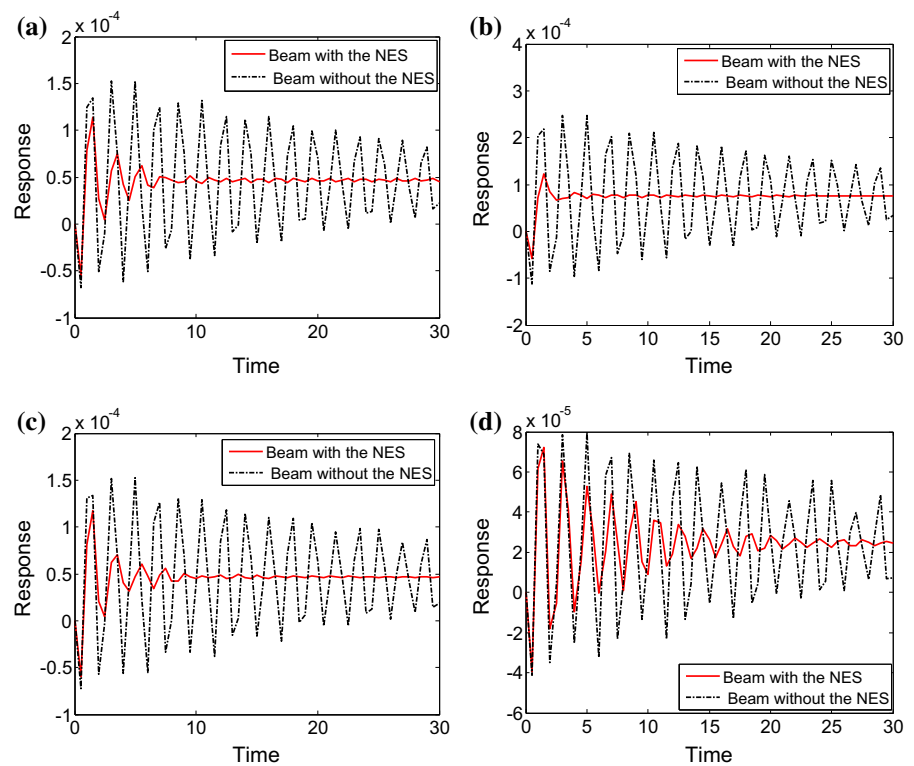 (a)
x 10-4
2
1.5
1
0.5
0
-0.5
-1
0
10
20
30
Response
Time
Beam with the NES
Beam without the NES
(b)
x 10-4
4
3
2
1
0
-1
-2
0
5
10
15
20
25
30
Response
Time
Beam with the NES
Beam without the NES
(c)
x 10-4
2
1.5
1
0.5
0
-0.5
-1
0
10
20
30
Response
Time
Beam with the NES
Beam without the NES
(d)
x 10-5
8
6
4
2
0
-2
-4
-6
0
5
10
15
20
25
30
Response
Time
Beam with the NES
Beam without the NES